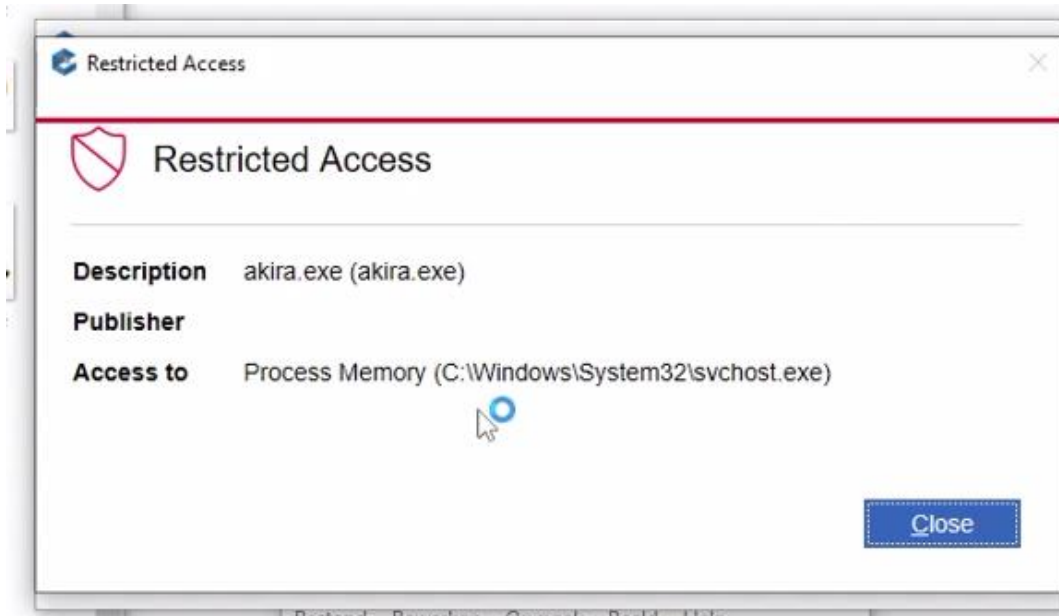 Restricted Access
Restricted Access
Description akira.exe (akira.exe)
Publisher
Access to Process Memory (C:\Windows\System32\svchost.exe)
Close